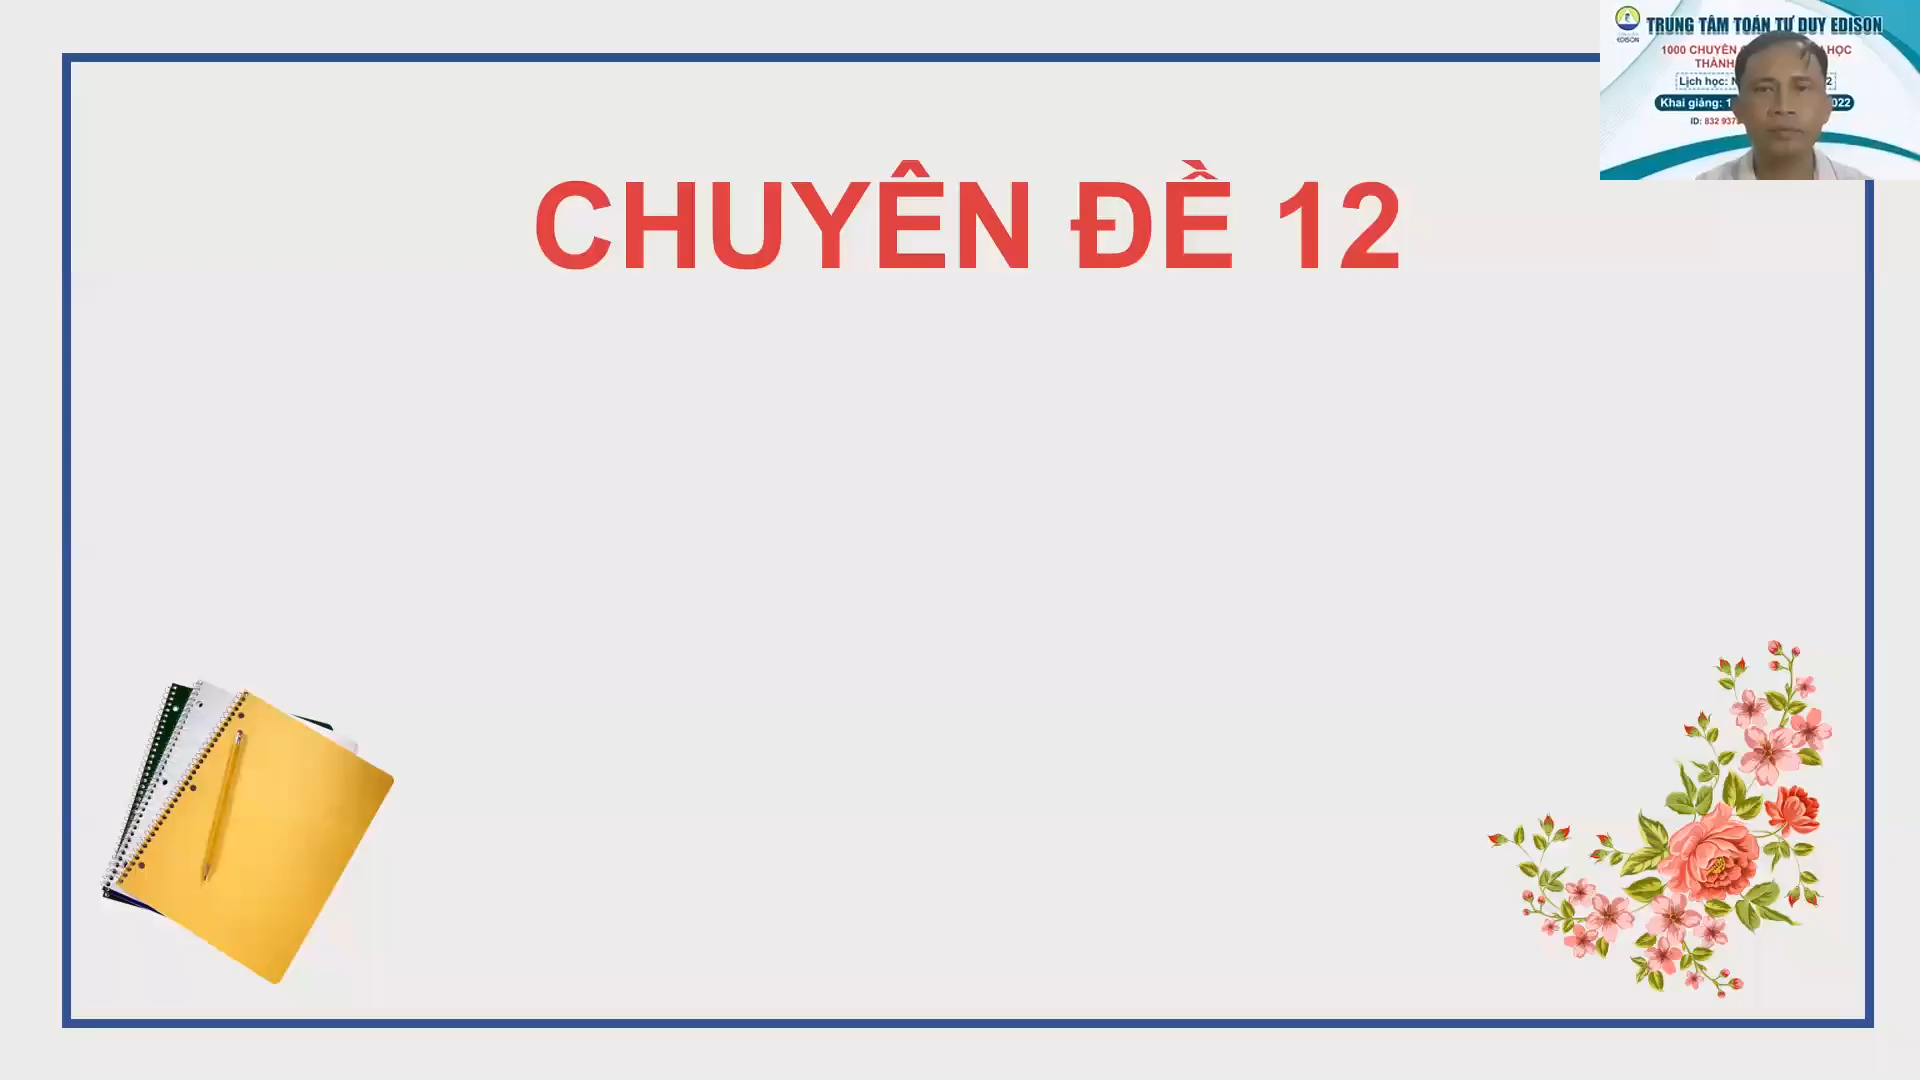 CHUYÊN ĐỀ 12
TRUNG TÂM TOÁN TƯ DUY EDISON
EDISON
1000 CHUYÊN HỌC
THÀNH
Lịch học:
Khai giảng: 1 022
ID: 832 937